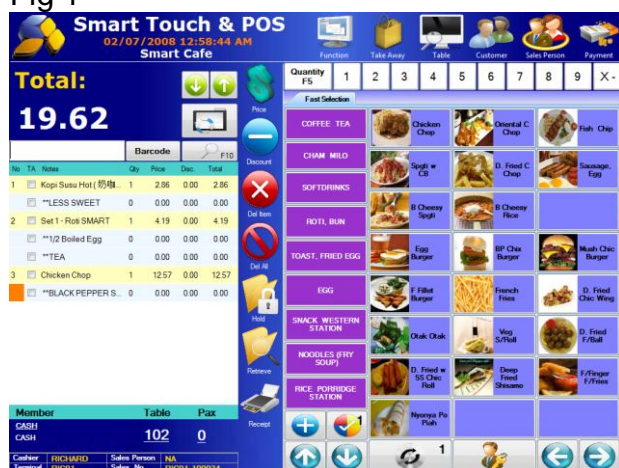 Fig 1
Smart Touch & POS
02/07/2008 12:58:44 AM
Smart Cafe
Function
Take Away
Table
Customer
Sales Person
Payment
Total:
19.62
Barcode
F10
No TA Notes Qty Price Disc. Total
1 Kopi Susu Hot ( 1 2.86 0.00 2.86
**LESS SWEET 0 0.00 0.00 0.00
2 Set 1 - Roti SMART 1 4.19 0.00 4.19
**1/2 Boiled Egg 0 0.00 0.00 0.00
**TEA 0 0.00 0.00 0.00
3 Chicken Chop 1 12.57 0.00 12.57
**BLACK PEPPER S... 0 0.00 0.00 0.00
Member Table Pax
CASH
CASH 102 0
Cashier RICHARD Sales Person NA
Price
Discount
Del Item
Del All
Hold
Retrieve
Receipt
Quantity
F5
1 2 3 4 5 6 7 8 9 X-
Fast Selection
COFFEE TEA
CHAM MILO
SOFTDRINKS
ROTI, BUN
TOAST, FRIED EGG
EGG
SNACK WESTERN
STATION
NOODLES (FRY
SOUP)
RICE PORRIDGE
STATION
Chicken
Chop
Oriental C
Chop
Fish Chip
Spgti w
CB
D. Fried C
Chop
Sausage,
Egg
B Cheesy
Spgti
B Cheesy
Rice
Egg
Burger
BP Chix
Burger
Mush Chic
Burger
F Fillet
Burger
French
Fries
D. Fried
Chic Wing
Otak Otak
Veg
S/Roll
D. Fried
F/Ball
D. Fried w
SS Chic
Roll
Deep
Fried
Shisamo
F/Finger
F/Fries
Nyonya Po
Piah
1
1